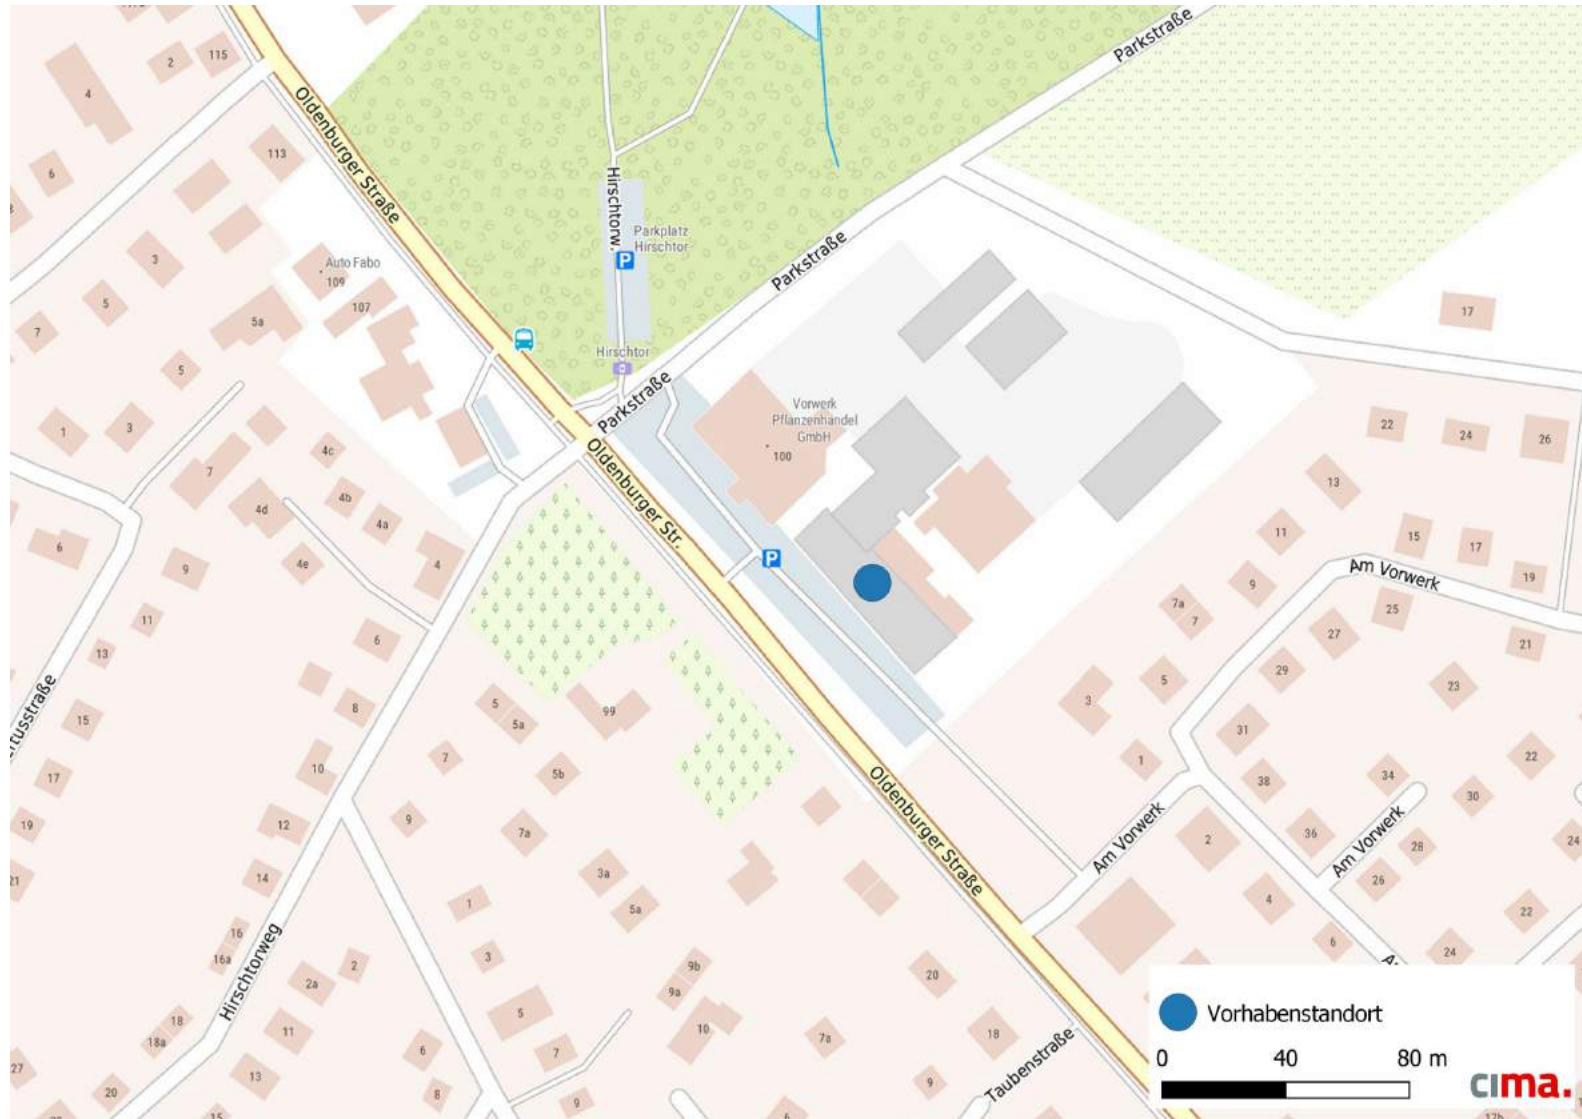 115
2
4
6
113
Oldenburger Straße
Parkstraße
Hirschtorw.
Parkplatz
Hirschtor
P
Parkstraße
Auto Fabo
109
107
3
5
5a
7
5
17
Hirschtor
Parkstraße
Vorwerk
Pflanzenhandel
GmbH
100
1
3
4c
7
4b
4d
4a
4e
4
6
9
Oldenburger Str.
P
22
24
26
13
11
15
17
19
Am Vorwerk
9
7a
7
25
27
21
29
5
3
23
31
1
22
38
34
30
11
13
6
15
8
5
5a
99
17
10
7
5b
19
12
9
7a
Oldenburger Straße
Am Vorwerk
2
36
Am Vorwerk
28
24
26
21
14
3a
5a
1
4
22
16
16a
3
6
24
Hirschtorweg
2
2a
9b
9a
20
18
18a
11
5
10
7a
18
27
20
13
6
7
8
9
9
Taubenstraße
Vorhabenstandort
0 40 80 m
cima.